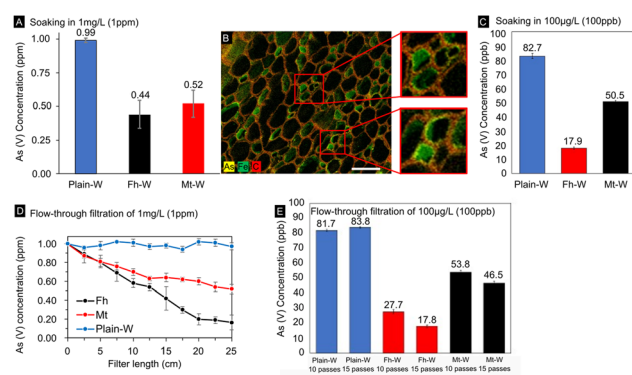 A Soaking in 1mg/L (1ppm)
As (V) Concentration (ppm)
1.00
0.75
0.50
0.25
0.00
0.99
0.44
0.52
Plain-W Fh-W Mt-W
B
As Fe C
C Soaking in 100µg/L (100ppb)
As (V) Concentration (ppb)
100
90
80
70
60
50
40
30
20
10
0
82.7
17.9
50.5
Plain-W Fh-W Mt-W
D Flow-through filtration of 1mg/L (1ppm)
As (V) concentration (ppm)
1.00
0.80
0.60
0.40
0.20
0.00
Fh
Mt
Plain-W
0 5 10 15 20 25
Filter length (cm)
E Flow-through filtration of 100µg/L (100ppb)
As (V) Concentration (ppb)
100
90
80
70
60
50
40
30
20
10
0
81.7
83.8
27.7
17.8
53.8
46.5
Plain-W Plain-W Fh-W Fh-W Mt-W Mt-W
10 passes 15 passes 10 passes 15 passes 10 passes 15 passes